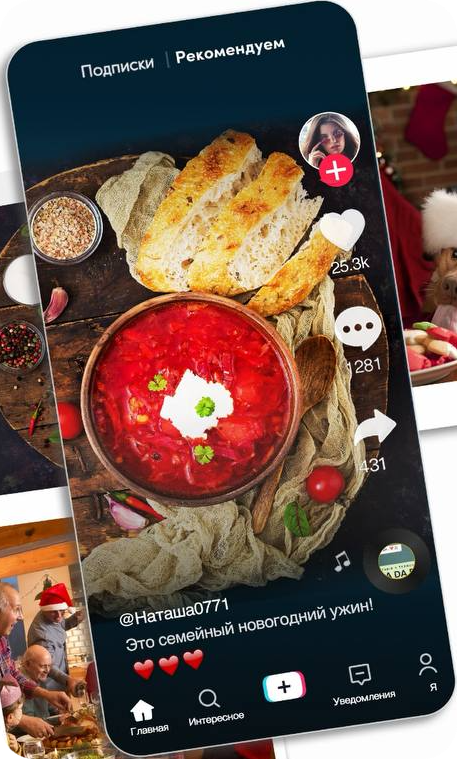 Подписки | Рекомендуем
25.3k
1281
431
@Наташа0771
Это семейный новогодний ужин!
Главная
Интересное
Уведомления
Я